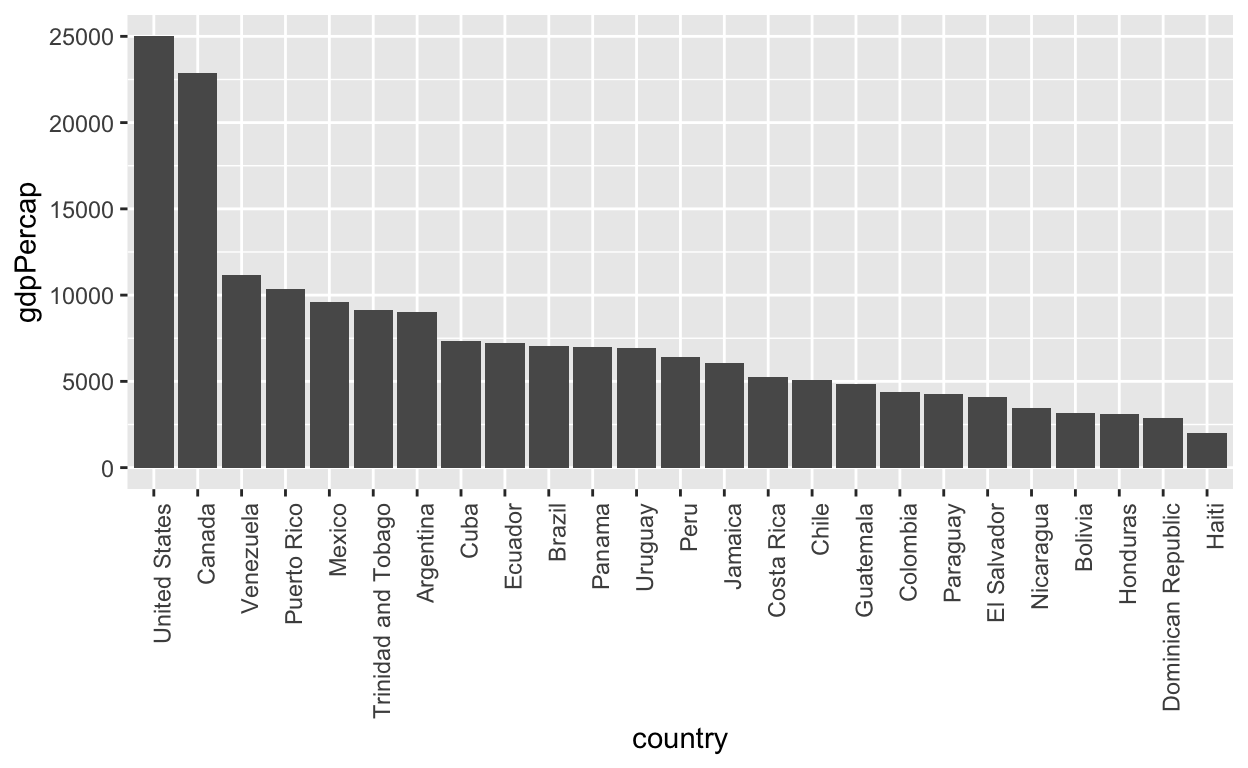 25000
20000
15000
10000
5000
0
gdpPercap
United States
Canada
Venezuela
Puerto Rico
Mexico
Trinidad and Tobago
Argentina
Cuba
Ecuador
Brazil
Panama
Uruguay
Peru
Jamaica
Costa Rica
Chile
Guatemala
Colombia
Paraguay
El Salvador
Nicaragua
Bolivia
Honduras
Dominican Republic
Haiti
country